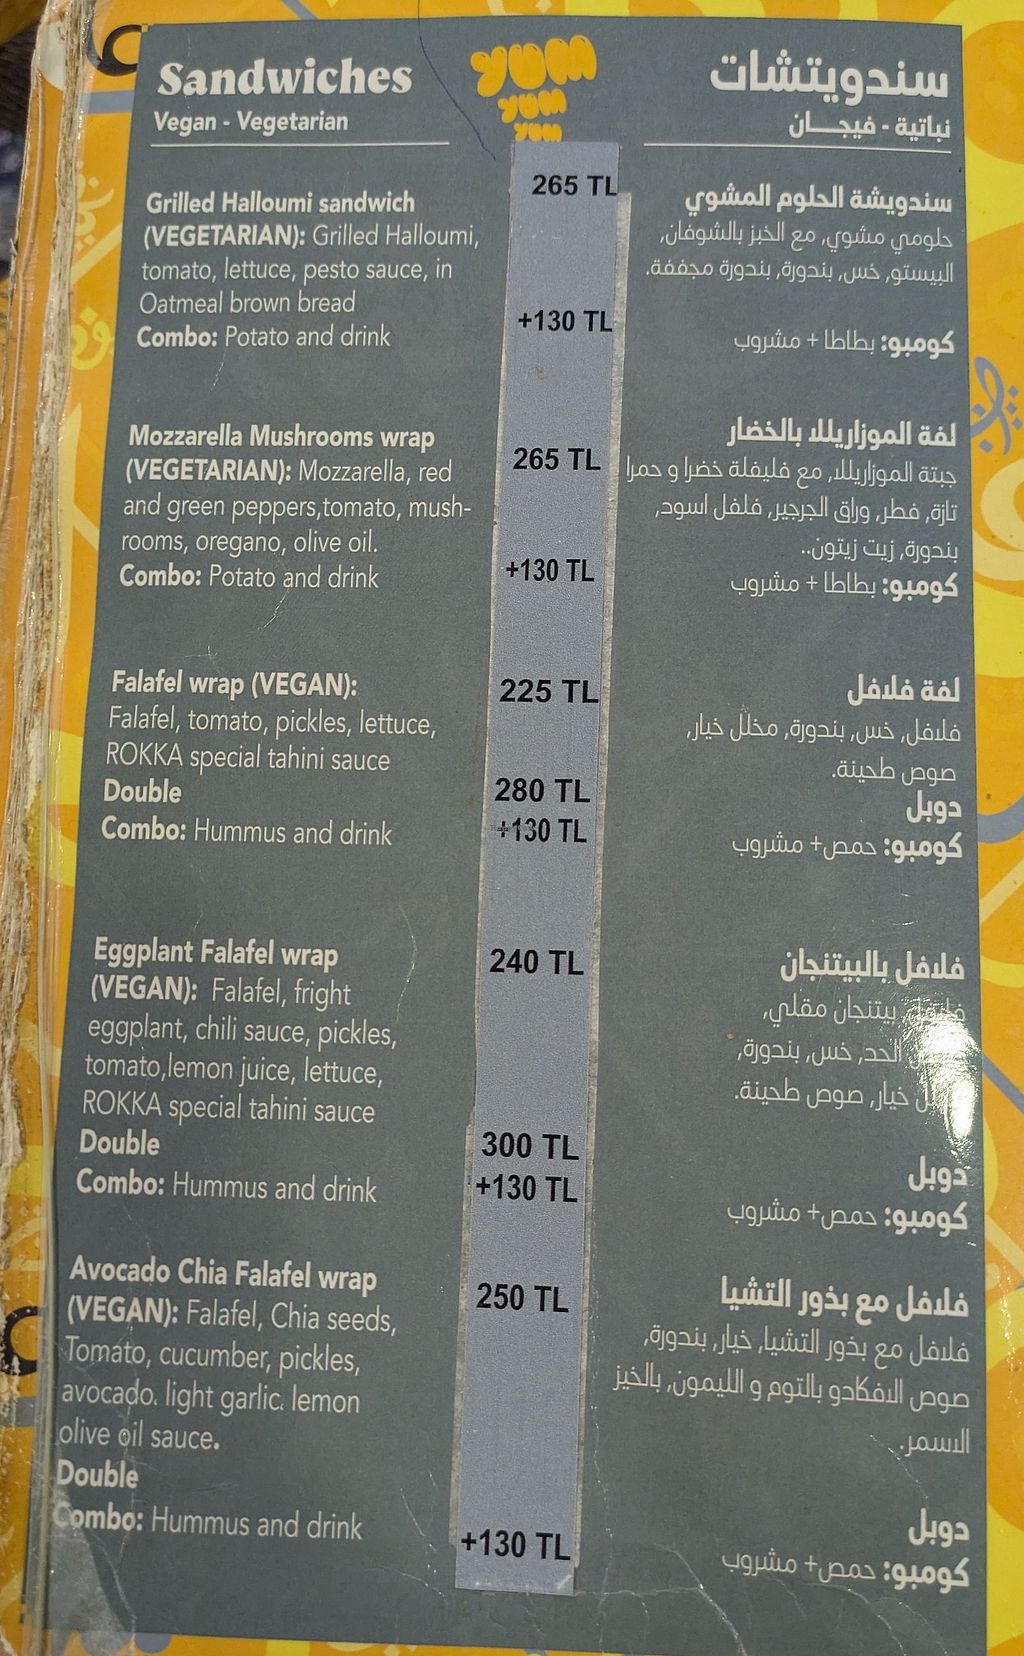 Sandwiches
Vegan - Vegetarian
YUM
YUM
YUM
سندويتشات
نباتية - فيجـــان
Grilled Halloumi sandwich
(VEGETARIAN): Grilled Halloumi,
tomato, lettuce, pesto sauce, in
Oatmeal brown bread
Combo: Potato and drink
265 TL
+130 TL
سندويشة الحلوم المشوي
حلومي مشوي, مع الخبز بالشوفان,
البيستو, خس, بندورة, بندورة مجففة.
كومبو: بطاطا + مشروب
Mozzarella Mushrooms wrap
(VEGETARIAN): Mozzarella, red
and green peppers,tomato, mush-
rooms, oregano, olive oil.
Combo: Potato and drink
265 TL
+130 TL
لفة الموزاريللا بالخضار
جبتة الموزاريللا, مع فليفلة خضرا و حمرا
تازة, فطر, وراق الجرجير, فلفل اسود,
بندورة, زيت زيتون..
كومبو: بطاطا + مشروب
Falafel wrap (VEGAN):
Falafel, tomato, pickles, lettuce,
ROKKA special tahini sauce
Double
Combo: Hummus and drink
225 TL
280 TL
+130 TL
لفة فلافل
فلافل, خس, بندورة, مخلل خيار,
صوص طحينة.
دوبل
كومبو: حمص+ مشروب
Eggplant Falafel wrap
(VEGAN): Falafel, fright
eggplant, chili sauce, pickles,
tomato,lemon juice, lettuce,
ROKKA special tahini sauce
Double
Combo: Hummus and drink
240 TL
300 TL
+130 TL
فلافل بالبيتنجان
بيتنجان مقلي,
الحد, خس, بندورة,
خيار, صوص طحينة.
دوبل
كومبو: حمص+ مشروب
Avocado Chia Falafel wrap
(VEGAN): Falafel, Chia seeds,
Tomato, cucumber, pickles,
avocado. light garlic. lemon
olive oil sauce.
Double
Combo: Hummus and drink
250 TL
+130 TL
فلافل مع بذور التشيا
فلافل مع بذور التشيا, خيار, بندورة,
صوص الافكادو بالتوم و الليمون, بالخبز
الاسمر.
دوبل
كومبو: حمص+ مشروب